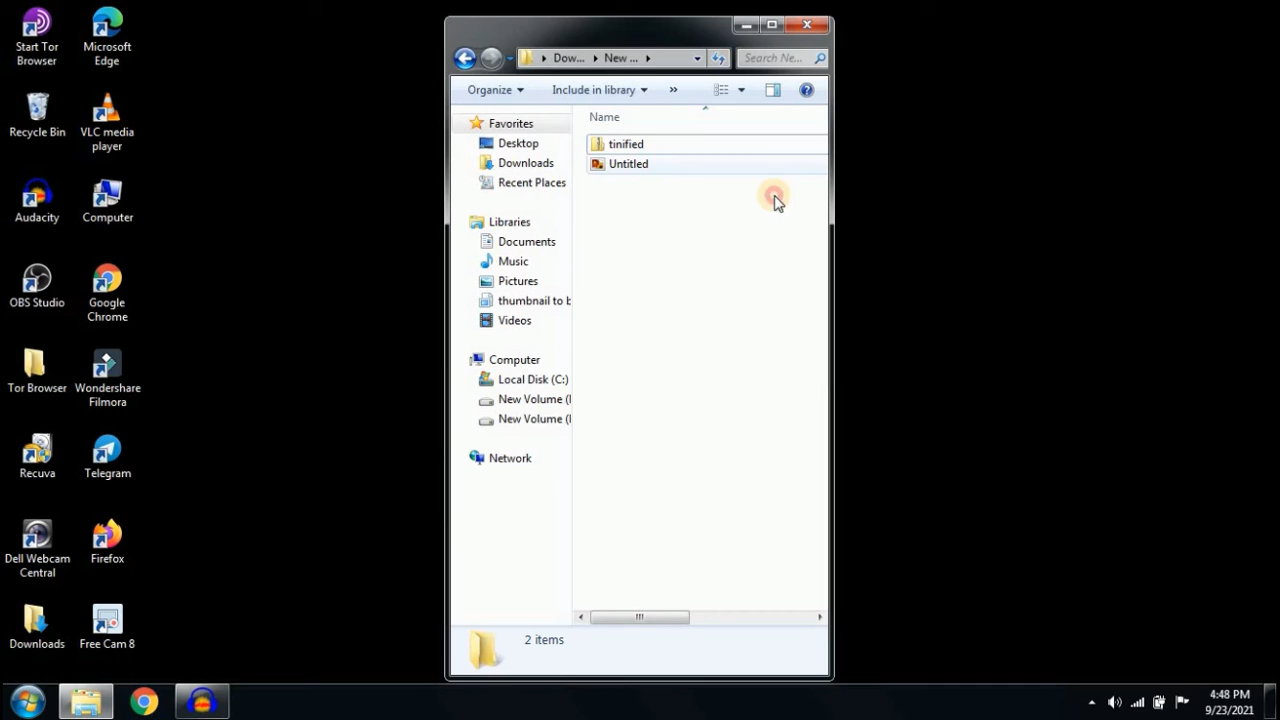 Start Tor
Browser
Microsoft
Edge
Recycle Bin
VLC media
player
Audacity
Computer
OBS Studio
Google
Chrome
Tor Browser
Wondershare
Filmora
Recuva
Telegram
Dell Webcam
Central
Firefox
Downloads
Free Cam 8
Dow...
New ...
Search Ne...
Organize
Include in library
»
Name
Favorites
Desktop
Downloads
Recent Places
Libraries
Documents
Music
Pictures
thumbnail to b
Videos
Computer
Local Disk (C:)
New Volume (
New Volume (
Network
tinified
Untitled
2 items
4:48 PM
9/23/2021